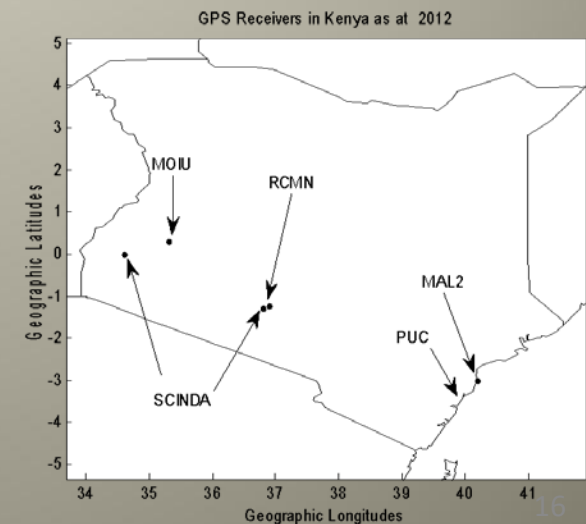 GPS Receivers in Kenya as at 2012
5
4
3
2
1
0
-1
-2
-3
-4
-5
Geographic Latitudes
MOIU
RCMN
MAL2
PUC
SCINDA
34 35 36 37 38 39 40 41
Geographic Longitudes
16